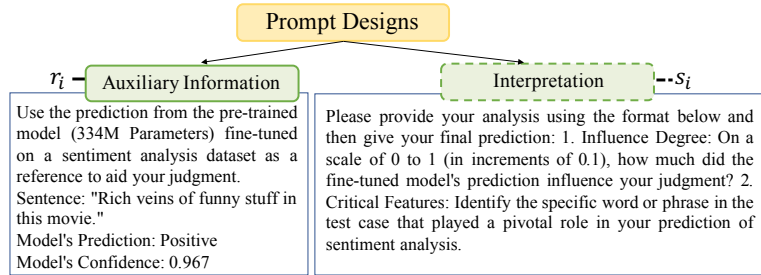 Prompt Designs
r_i
Auxiliary Information
Use the prediction from the pre-trained
model (334M Parameters) fine-tuned
on a sentiment analysis dataset as a
reference to aid your judgment.
Sentence: "Rich veins of funny stuff in
this movie."
Model's Prediction: Positive
Model's Confidence: 0.967
Interpretation
s_i
Please provide your analysis using the format below and
then give your final prediction: 1. Influence Degree: On a
scale of 0 to 1 (in increments of 0.1), how much did the
fine-tuned model's prediction influence your judgment? 2.
Critical Features: Identify the specific word or phrase in the
test case that played a pivotal role in your prediction of
sentiment analysis.